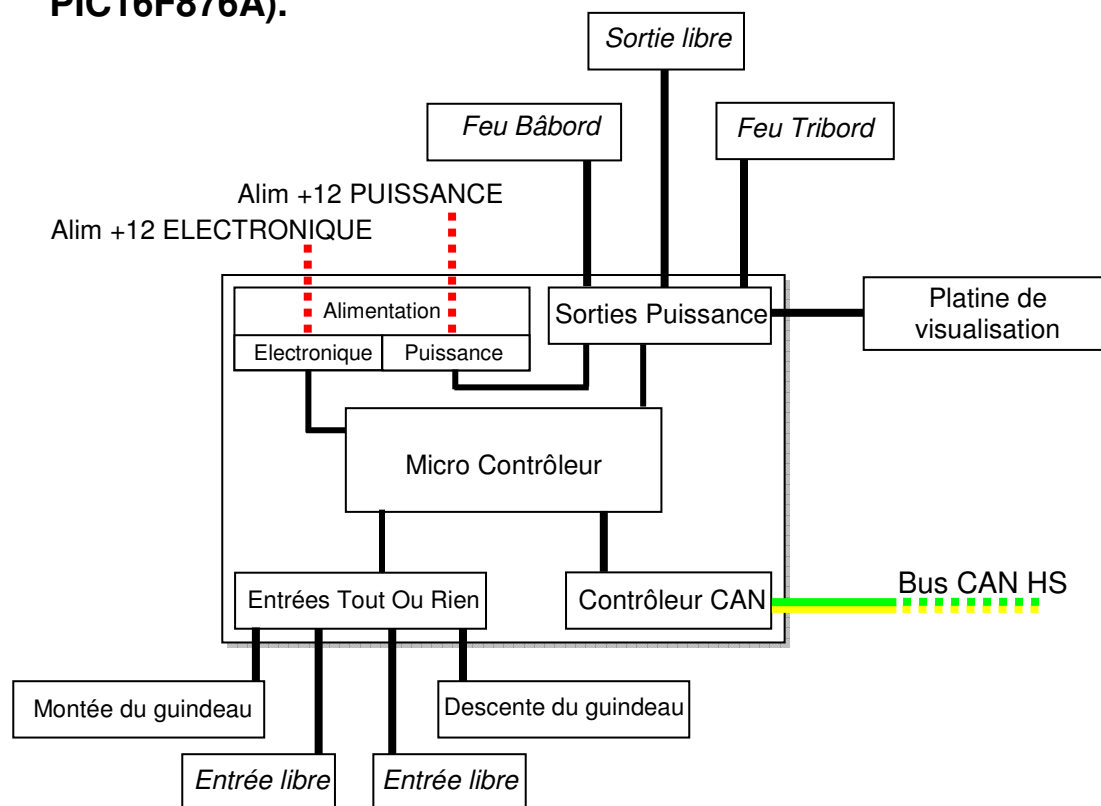 PIC16F876A).
Sortie libre
Feu Bâbord
Feu Tribord
Alim +12 PUISSANCE
Alim +12 ELECTRONIQUE
Alimentation
Electronique
Puissance
Sorties Puissance
Platine de
visualisation
Micro Contrôleur
Entrées Tout Ou Rien
Contrôleur CAN
Bus CAN HS
Montée du guindeau
Descente du guindeau
Entrée libre
Entrée libre